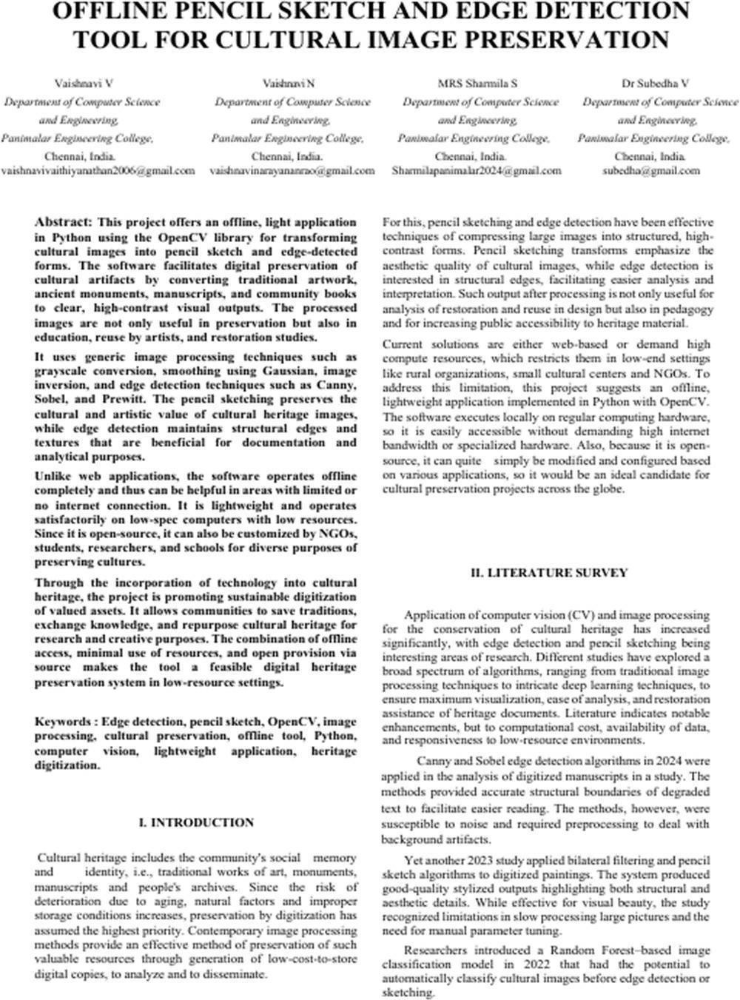 OFFLINE PENCIL SKETCH AND EDGE DETECTION
TOOL FOR CULTURAL IMAGE PRESERVATION
Vaishnavi V
Department of Computer Science
and Engineering,
Panimalar Engineering College,
Chennai, India.
vaishnavivaithiyanathan2006@gmail.com
Vaishnavi N
Department of Computer Science
and Engineering,
Panimalar Engineering College,
Chennai, India.
vaishnavinarayananrao@gmail.com
MRS Sharmila S
Department of Computer Science
and Engineering,
Panimalar Engineering College,
Chennai, India.
Sharmilapanimalar2024@gmail.com
Dr Subedha V
Department of Computer Science
and Engineering,
Panimalar Engineering College,
Chennai, India.
subedha@gmail.com
Abstract: This project offers an offline, light application
in Python using the OpenCV library for transforming
cultural images into pencil sketch and edge-detected
forms. The software facilitates digital preservation of
cultural artifacts by converting traditional artwork,
ancient monuments, manuscripts, and community books
to clear, high-contrast visual outputs. The processed
images are not only useful in preservation but also in
education, reuse by artists, and restoration studies.
It uses generic image processing techniques such as
grayscale conversion, smoothing using Gaussian, image
inversion, and edge detection techniques such as Canny,
Sobel, and Prewitt. The pencil sketching preserves the
cultural and artistic value of cultural heritage images,
while edge detection maintains structural edges and
textures that are beneficial for documentation and
analytical purposes.
Unlike web applications, the software operates offline
completely and thus can be helpful in areas with limited or
no internet connection. It is lightweight and operates
satisfactorily on low-spec computers with low resources.
Since it is open-source, it can also be customized by NGOs,
students, researchers, and schools for diverse purposes of
preserving cultures.
Through the incorporation of technology into cultural
heritage, the project is promoting sustainable digitization
of valued assets. It allows communities to save traditions,
exchange knowledge, and repurpose cultural heritage for
research and creative purposes. The combination of offline
access, minimal use of resources, and open provision via
source makes the tool a feasible digital heritage
preservation system in low-resource settings.
Keywords : Edge detection, pencil sketch, OpenCV, image
processing, cultural preservation, offline tool, Python,
computer vision, lightweight application, heritage
digitization.
I. INTRODUCTION
Cultural heritage includes the community's social memory
and identity, i.e., traditional works of art, monuments,
manuscripts and people's archives. Since the risk of
deterioration due to aging, natural factors and improper
storage conditions increases, preservation by digitization has
assumed the highest priority. Contemporary image processing
methods provide an effective method of preservation of such
valuable resources through generation of low-cost-to-store
digital copies, to analyze and to disseminate.
For this, pencil sketching and edge detection have been effective
techniques of compressing large images into structured, high-
contrast forms. Pencil sketching transforms emphasize the
aesthetic quality of cultural images, while edge detection is
interested in structural edges, facilitating easier analysis and
interpretation. Such output after processing is not only useful for
analysis of restoration and reuse in design but also in pedagogy
and for increasing public accessibility to heritage material.
Current solutions are either web-based or demand high
compute resources, which restricts them in low-end settings
like rural organizations, small cultural centers and NGOs. To
address this limitation, this project suggests an offline,
lightweight application implemented in Python with OpenCV.
The software executes locally on regular computing hardware,
so it is easily accessible without demanding high internet
bandwidth or specialized hardware. Also, because it is open-
source, it can quite simply be modified and configured based
on various applications, so it would be an ideal candidate for
cultural preservation projects across the globe.
II. LITERATURE SURVEY
Application of computer vision (CV) and image processing
for the conservation of cultural heritage has increased
significantly, with edge detection and pencil sketching being
interesting areas of research. Different studies have explored a
broad spectrum of algorithms, ranging from traditional image
processing techniques to intricate deep learning techniques, to
ensure maximum visualization, ease of analysis, and restoration
assistance of heritage documents. Literature indicates notable
enhancements, but to computational cost, availability of data,
and responsiveness to low-resource environments.
Canny and Sobel edge detection algorithms in 2024 were
applied in the analysis of digitized manuscripts in a study. The
methods provided accurate structural boundaries of degraded
text to facilitate easier reading. The methods, however, were
susceptible to noise and required preprocessing to deal with
background artifacts.
Yet another 2023 study applied bilateral filtering and pencil
sketch algorithms to digitized paintings. The system produced
good-quality stylized outputs highlighting both structural and
aesthetic details. While effective for visual beauty, the study
recognized limitations in slow processing large pictures and the
need for manual parameter tuning.
Researchers introduced a Random Forest–based image
classification model in 2022 that had the potential to
automatically classify cultural images before edge detection or
sketching.